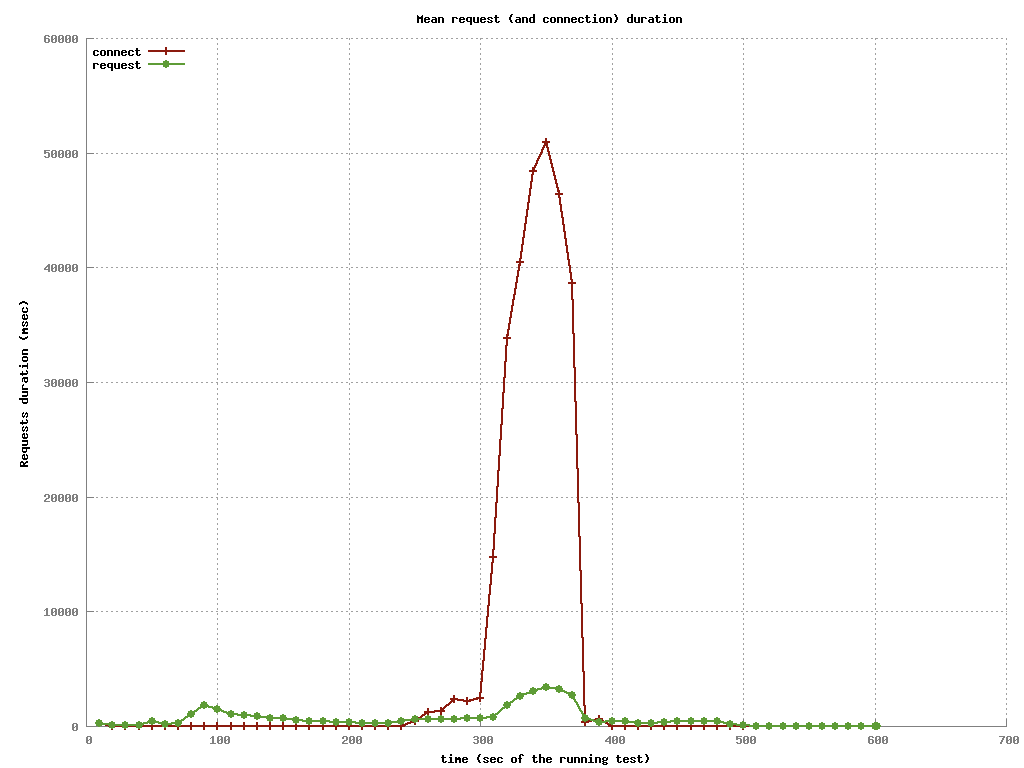 Mean request (and connection) duration
60000
connect
request
50000
40000
30000
20000
10000
0
Requests duration (msec)
0 100 200 300 400 500 600 700
time (sec of the running test)